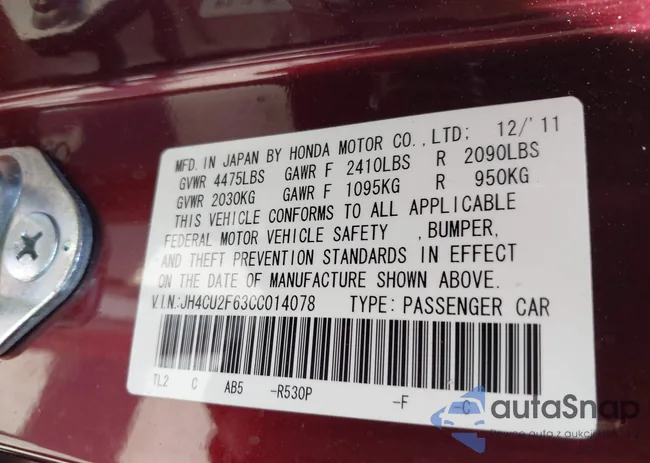 MFD. IN JAPAN BY HONDA MOTOR CO., LTD: 12/'11
GVWR 4475LBS GAWR F 2410LBS R 2090LBS
GVWR 2030KG GAWR F 1095KG R 950KG
THIS VEHICLE CONFORMS TO ALL APPLICABLE
FEDERAL MOTOR VEHICLE SAFETY , BUMPER,
AND THEFT PREVENTION STANDARDS IN EFFECT
ON THE DATE OF MANUFACTURE SHOWN ABOVE.
V.I.N:JH4CU2F63CC014078 TYPE: PASSENGER CAR
TL2 C AB5 -R530P -F -C
autaSnap
auta z aukcji